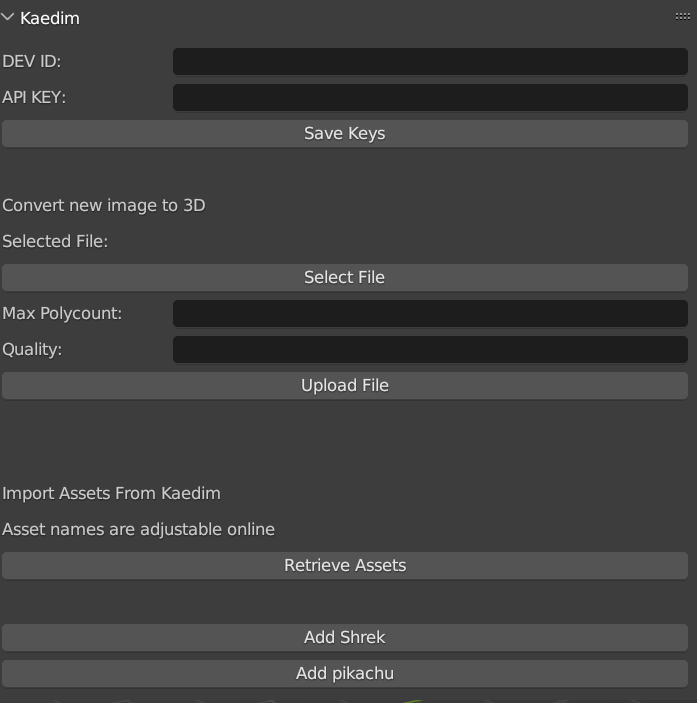 Kaedim
DEV ID:
API KEY:
Save Keys
Convert new image to 3D
Selected File:
Select File
Max Polycount:
Quality:
Upload File
Import Assets From Kaedim
Asset names are adjustable online
Retrieve Assets
Add Shrek
Add pikachu